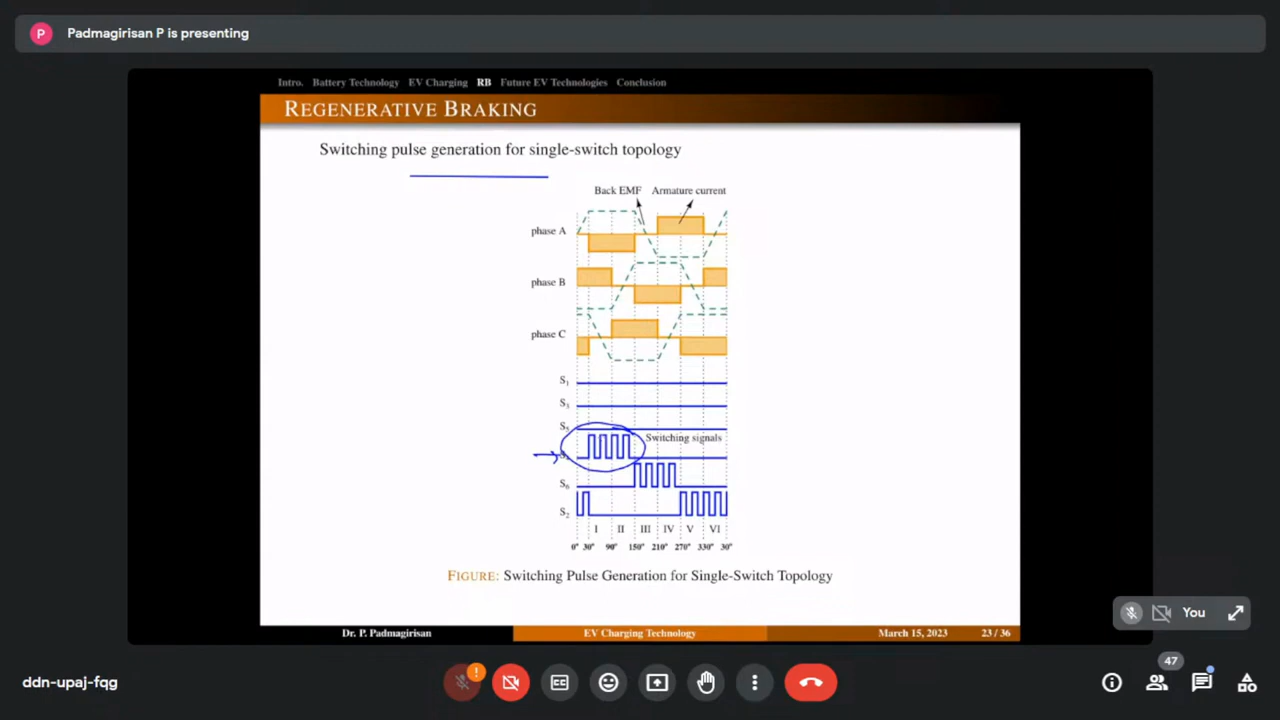 P Padmagirisan P is presenting
Intro. Battery Technology EV Charging RB Future EV Technologies Conclusion
REGENERATIVE BRAKING
Switching pulse generation for single-switch topology
Back EMF Armature current
phase A
phase B
phase C
S1
S3
S5
Switching signals
S6
S2
I II III IV V VI
0° 30° 90° 150° 210° 270° 330° 30°
FIGURE: Switching Pulse Generation for Single-Switch Topology
Dr. P. Padmagirisan EV Charging Technology March 15, 2023 23 / 36
You
ddn-upaj-fqg
!
CC
47